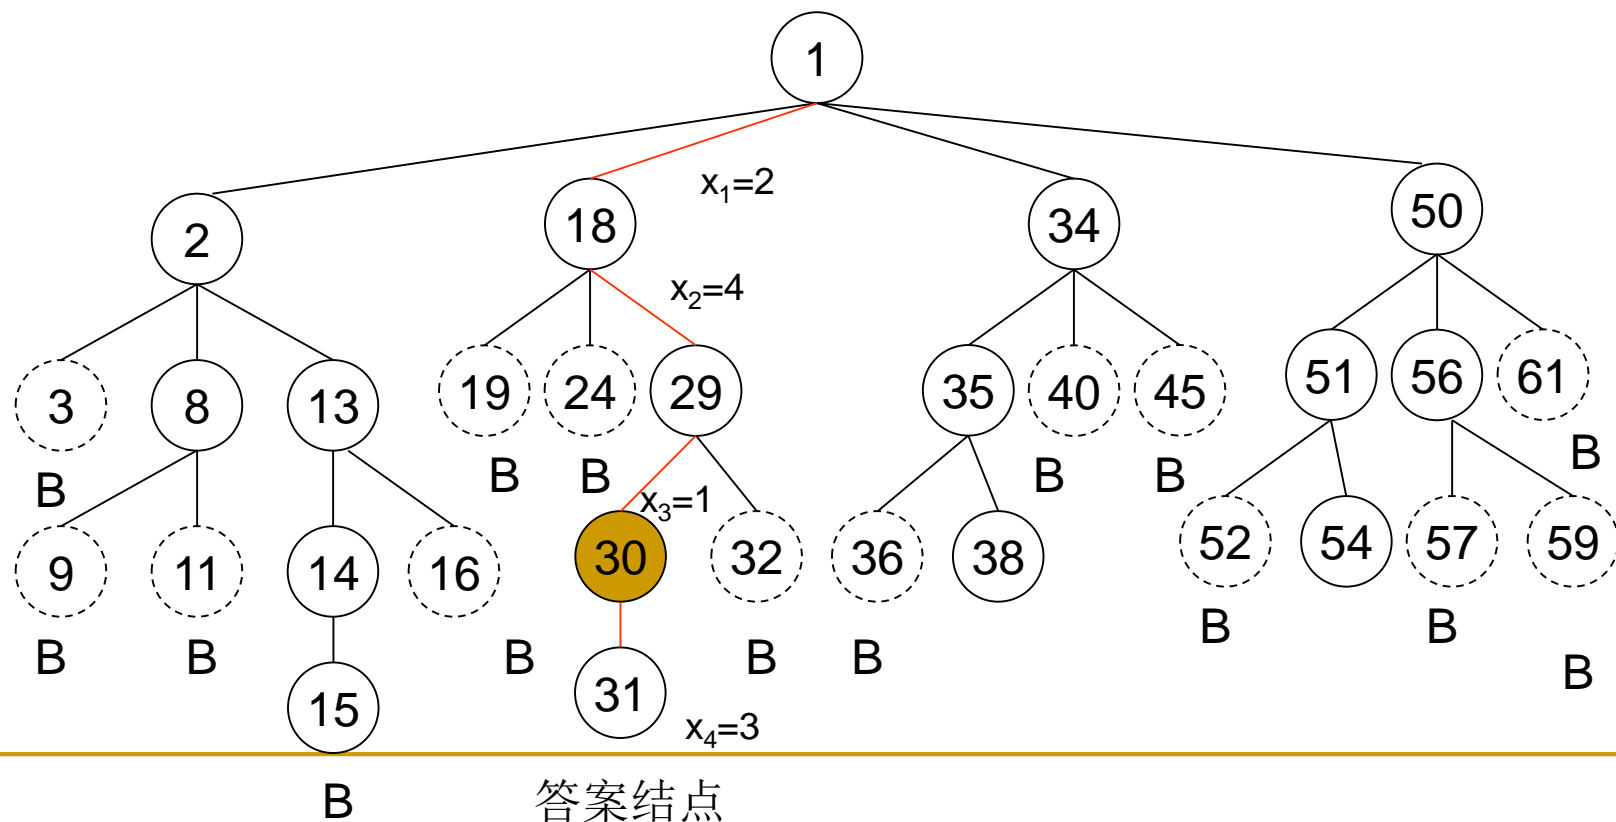 1
x₁=2
2 18 34 50
x₂=4
3 8 13 19 24 29 35 40 45 51 56 61
B B B B B B
x₃=1
9 11 14 16 30 32 36 38 52 54 57 59
B B B B B B B B
15 31
x₄=3
B 答案结点